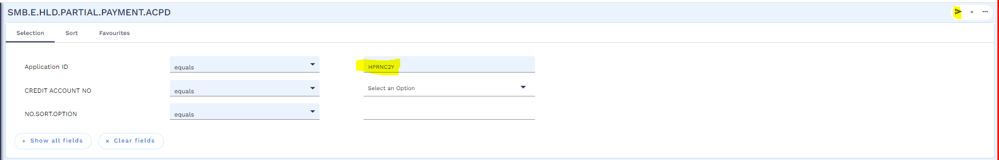 SMB.E.HLD.PARTIAL.PAYMENT.ACPD
Selection Sort Favourites
Application ID equals HPRNC2Y
CREDIT ACCOUNT NO equals Select an Option
NO.SORT.OPTION equals
+ Show all fields × Clear fields